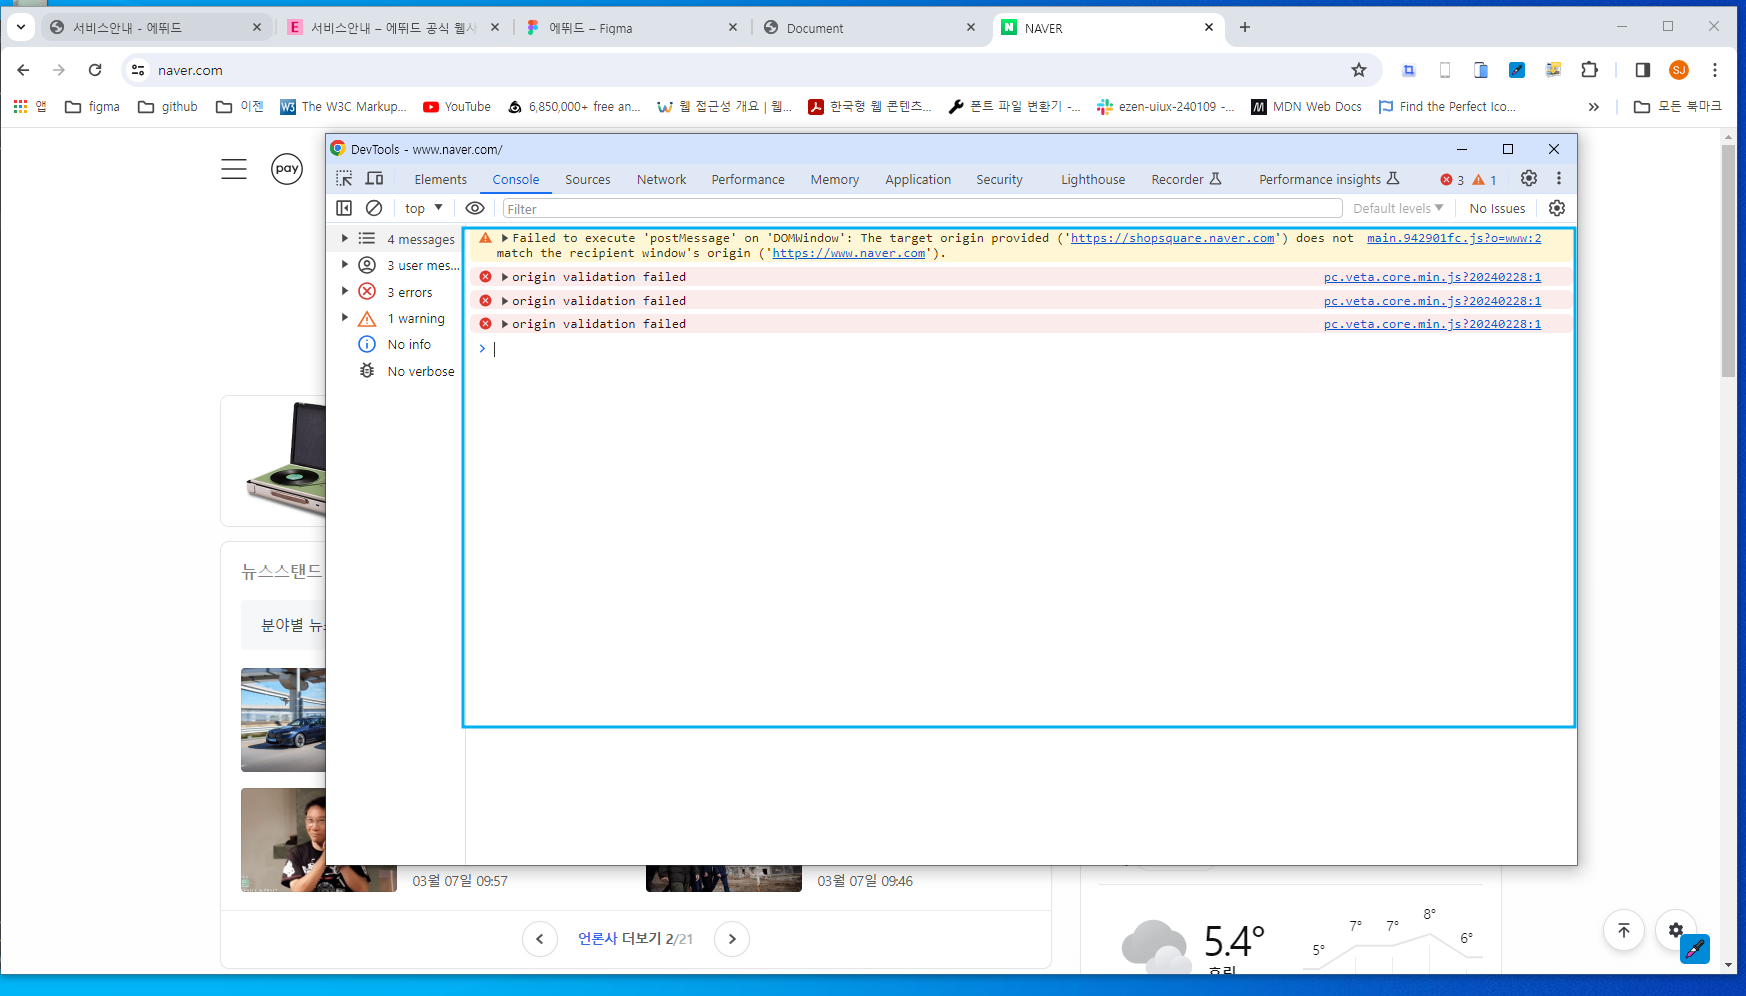 서비스안내 - 에뛰드
서비스안내 – 에뛰드 공식 웹사
에뛰드 – Figma
Document
NAVER
naver.com
SJ
앱
figma
github
이젠
The W3C Markup...
YouTube
6,850,000+ free an...
웹 접근성 개요 | 웹...
한국형 웹 콘텐츠...
폰트 파일 변환기 -...
ezen-uiux-240109 -...
MDN Web Docs
Find the Perfect Ico...
모든 북마크
pay
DevTools - www.naver.com/
Elements
Console
Sources
Network
Performance
Memory
Application
Security
Lighthouse
Recorder
Performance insights
3
1
top
Filter
Default levels
No Issues
4 messages
3 user mes...
3 errors
1 warning
No info
No verbose
Failed to execute 'postMessage' on 'DOMWindow': The target origin provided ('https://shopsquare.naver.com') does not main.942901fc.js?o=www:2
match the recipient window's origin ('https://www.naver.com').
origin validation failed pc.veta.core.min.js?20240228:1
origin validation failed pc.veta.core.min.js?20240228:1
origin validation failed pc.veta.core.min.js?20240228:1
뉴스스탠드
분야별
03월 07일 09:57
03월 07일 09:46
언론사 더보기 2/21
5.4°
흐림
5°
7°
7°
8°
6°